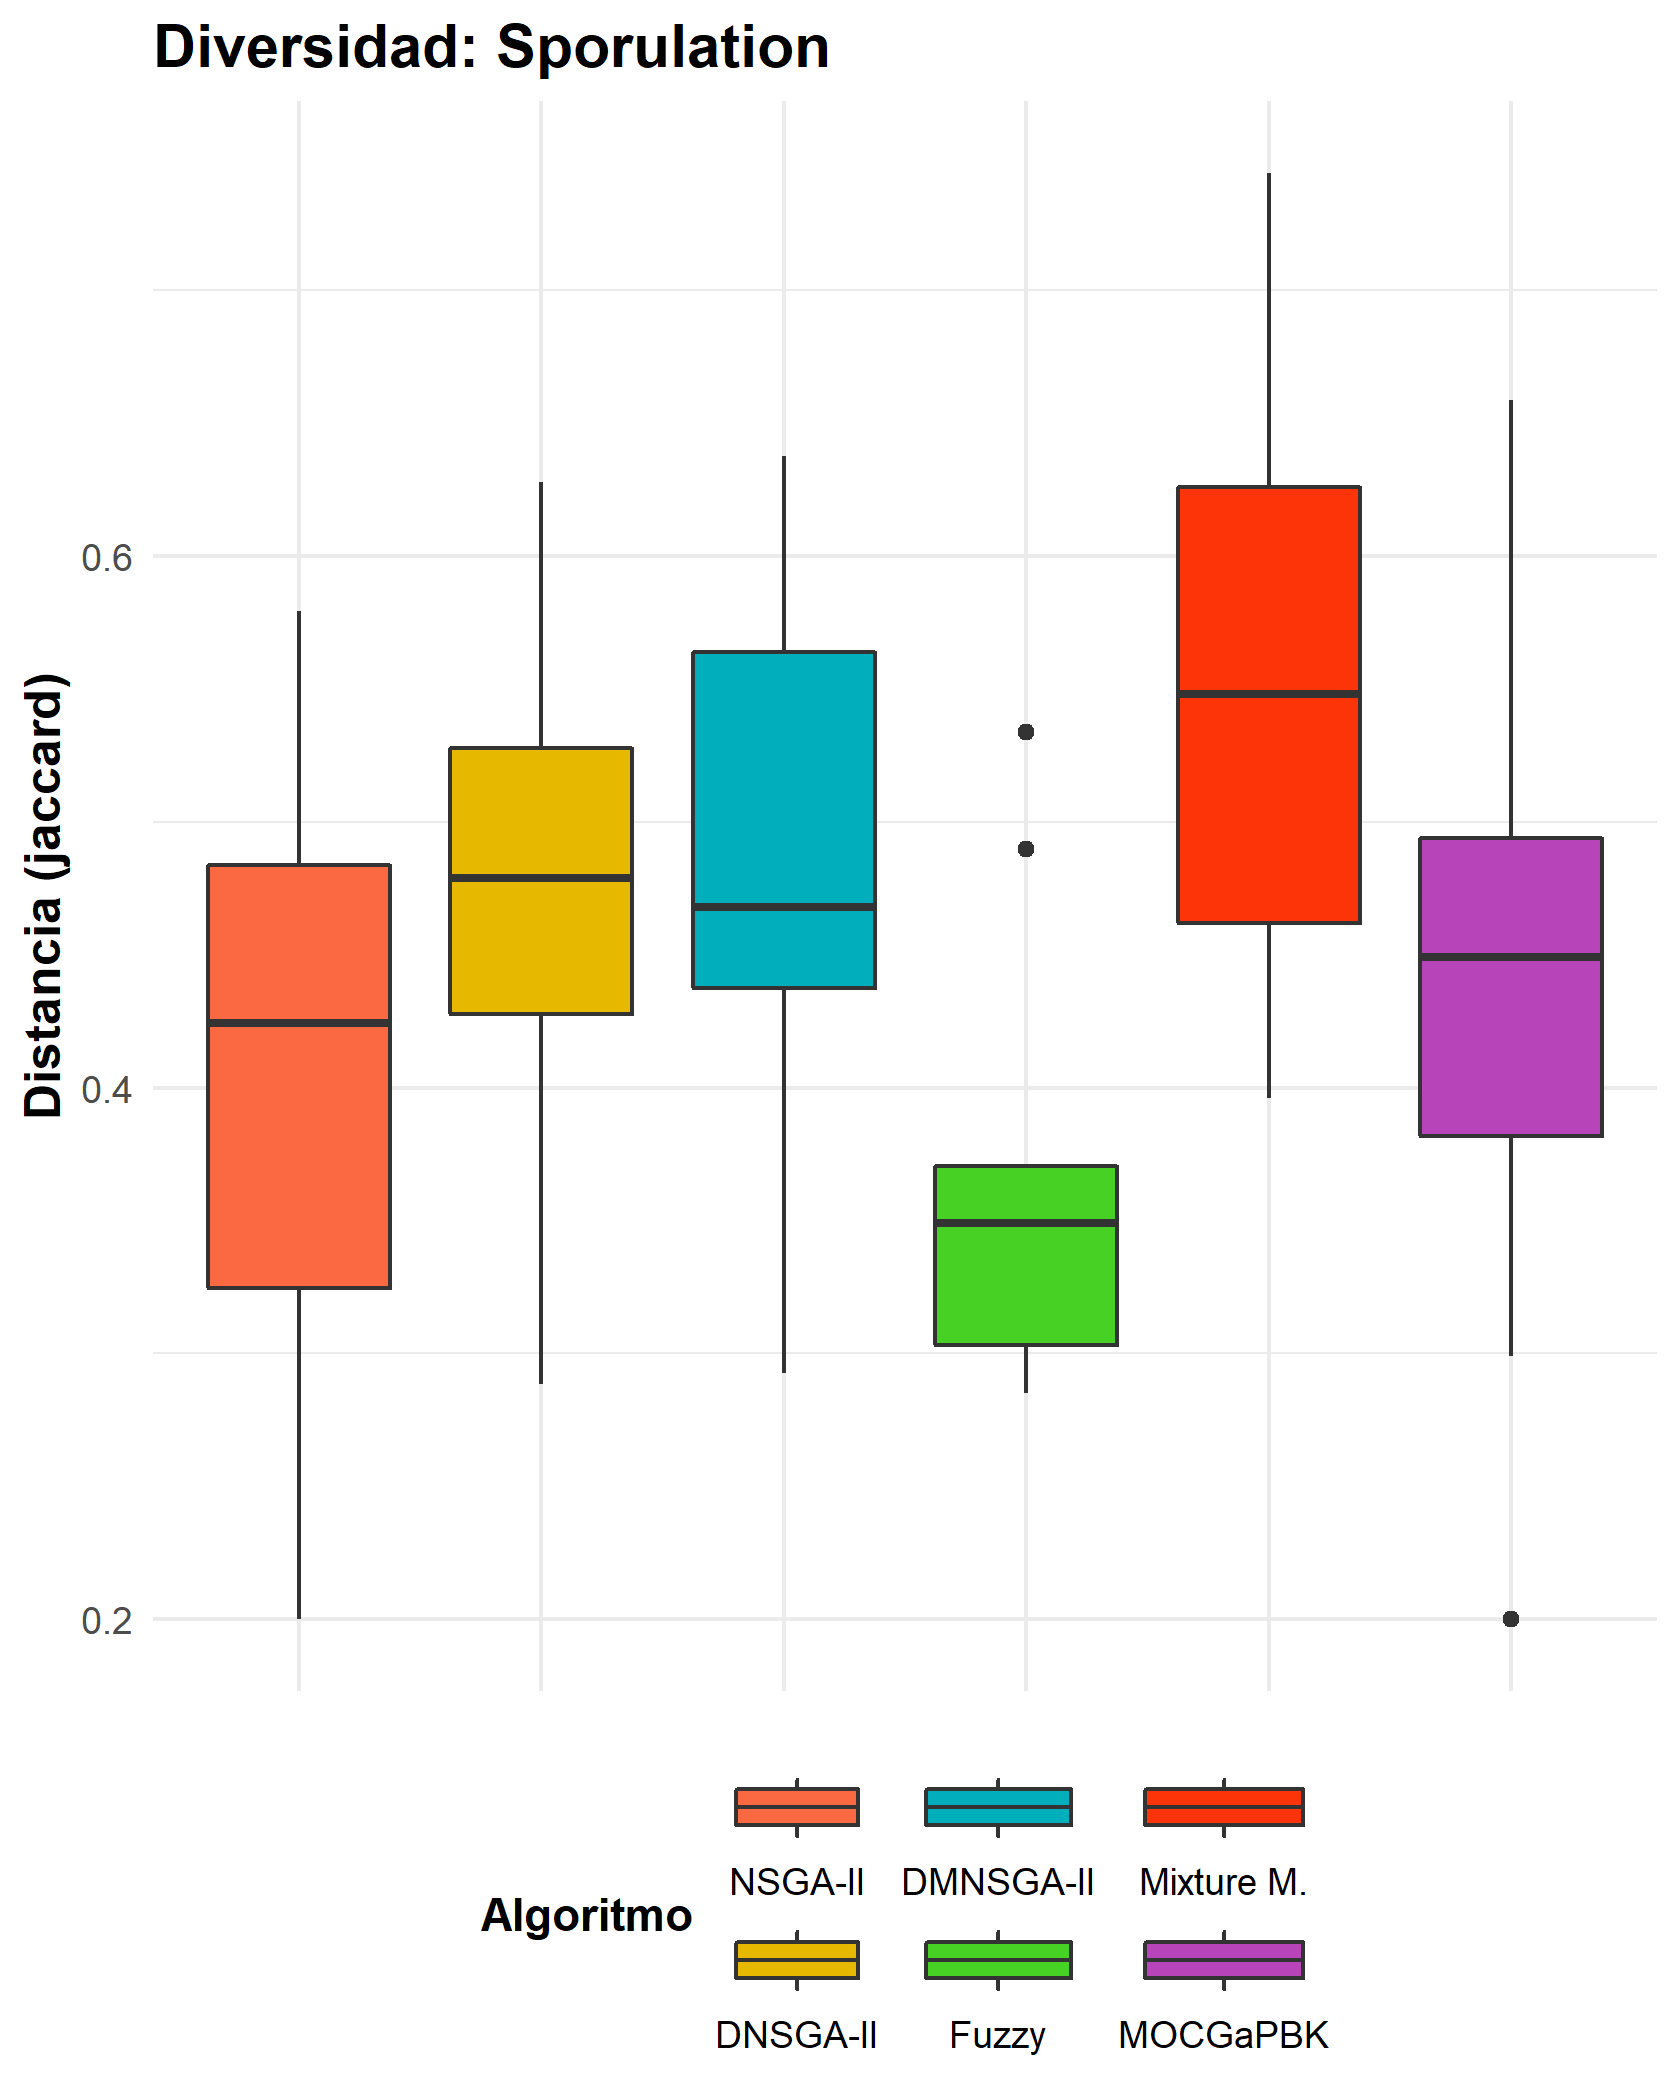 Diversidad: Sporulation
Distancia (jaccard)
0.6
0.4
0.2
Algoritmo
NSGA-II
DMNSGA-II
Mixture M.
DNSGA-II
Fuzzy
MOCGaPBK